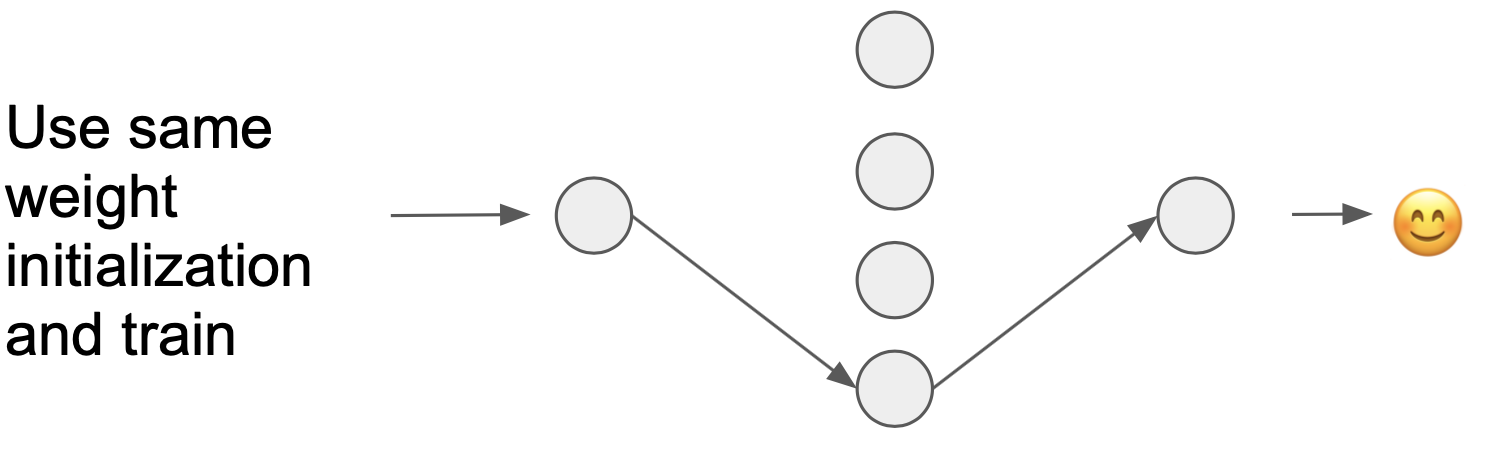 Use same
weight
initialization
and train